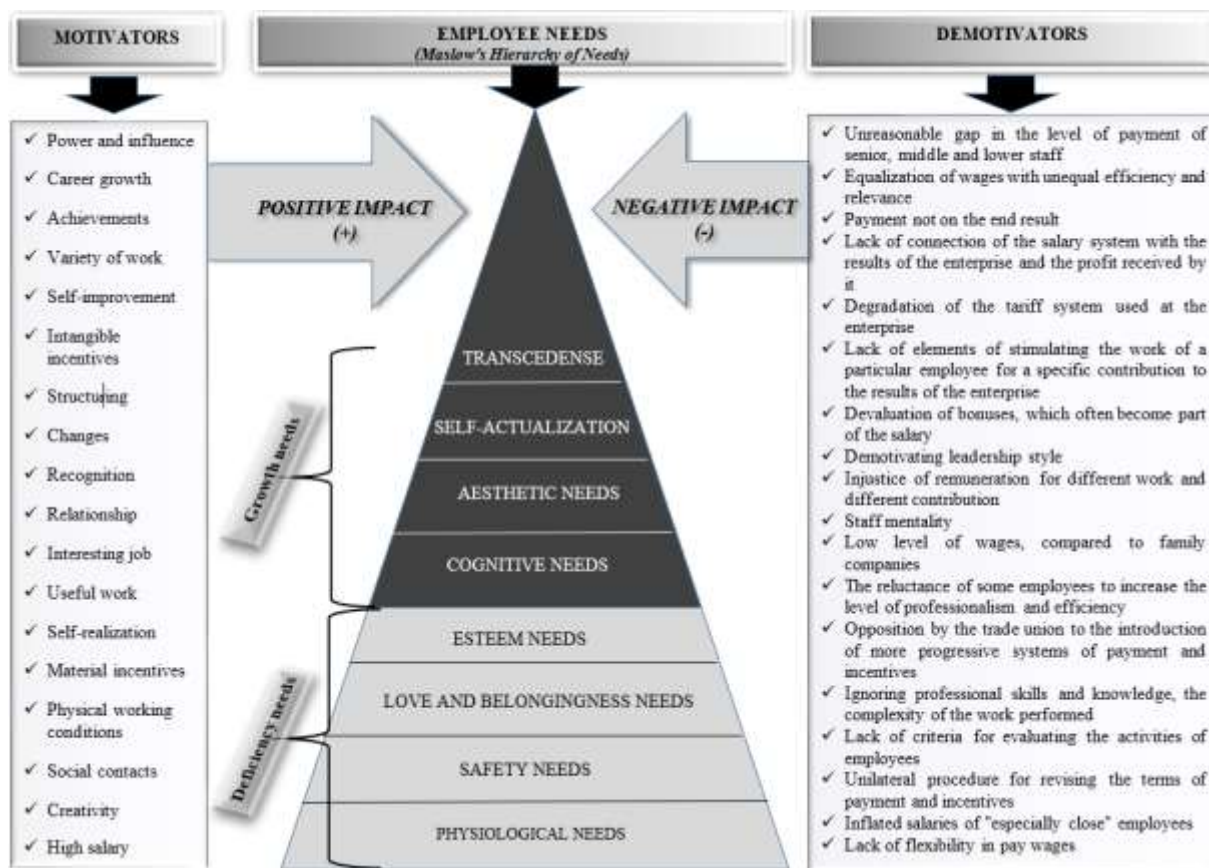 MOTIVATORS
EMPLOYEE NEEDS
(Maslow's Hierarchy of Needs)
DEMOTIVATORS
✓ Power and influence
✓ Career growth
✓ Achievements
✓ Variety of work
✓ Self-improvement
✓ Intangible
incentives
✓ Structuring
✓ Changes
✓ Recognition
✓ Relationship
✓ Interesting job
✓ Useful work
✓ Self-realization
✓ Material incentives
✓ Physical working
conditions
✓ Social contacts
✓ Creativity
✓ High salary
POSITIVE IMPACT
(+)
NEGATIVE IMPACT
(-)
Growth needs
Deficiency needs
TRANSCEDENSE
SELF-ACTUALIZATION
AESTHETIC NEEDS
COGNITIVE NEEDS
ESTEEM NEEDS
LOVE AND BELONGINGNESS NEEDS
SAFETY NEEDS
PHYSIOLOGICAL NEEDS
✓ Unreasonable gap in the level of payment of
senior, middle and lower staff
✓ Equalization of wages with unequal efficiency and
relevance
✓ Payment not on the end result
✓ Lack of connection of the salary system with the
results of the enterprise and the profit received by
it
✓ Degradation of the tariff system used at the
enterprise
✓ Lack of elements of stimulating the work of a
particular employee for a specific contribution to
the results of the enterprise
✓ Devaluation of bonuses, which often become part
of the salary
✓ Demotivating leadership style
✓ Injustice of remuneration for different work and
different contribution
✓ Staff mentality
✓ Low level of wages, compared to family
companies
✓ The reluctance of some employees to increase the
level of professionalism and efficiency
✓ Opposition by the trade union to the introduction
of more progressive systems of payment and
incentives
✓ Ignoring professional skills and knowledge, the
complexity of the work performed
✓ Lack of criteria for evaluating the activities of
employees
✓ Unilateral procedure for revising the terms of
payment and incentives
✓ Inflated salaries of "especially close" employees
✓ Lack of flexibility in pay wages